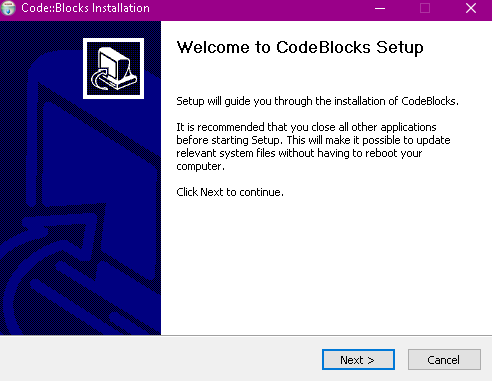 Code::Blocks Installation
Welcome to CodeBlocks Setup
Setup will guide you through the installation of CodeBlocks.
It is recommended that you close all other applications
before starting Setup. This will make it possible to update
relevant system files without having to reboot your
computer.
Click Next to continue.
Next >
Cancel